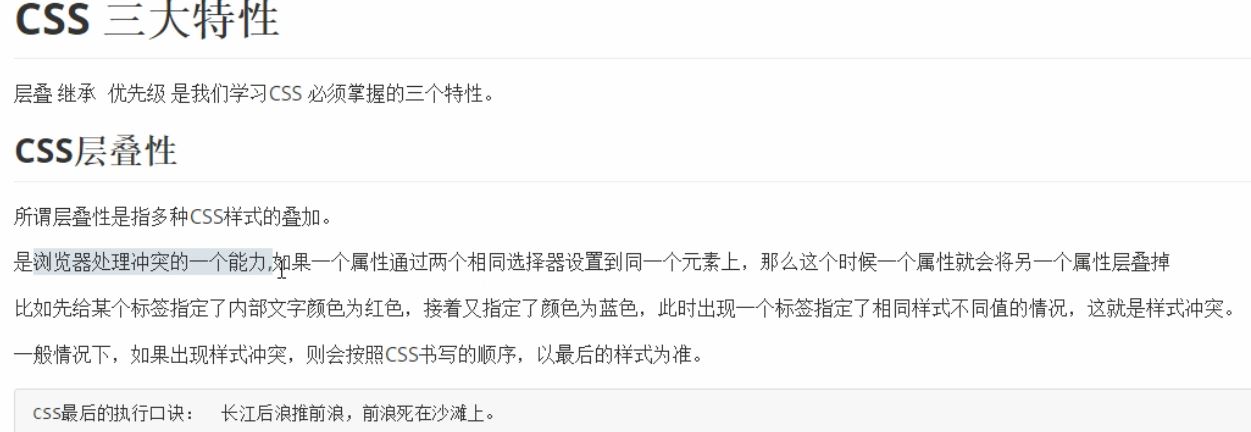 CSS 三大特性
层叠 继承  优先级 是我们学习CSS 必须掌握的三个特性。
CSS层叠性
所谓层叠性是指多种CSS样式的叠加。
是浏览器处理冲突的一个能力,如果一个属性通过两个相同选择器设置到同一个元素上，那么这个时候一个属性就会将另一个属性层叠掉
比如先给某个标签指定了内部文字颜色为红色，接着又指定了颜色为蓝色，此时出现一个标签指定了相同样式不同值的情况，这就是样式冲突。
一般情况下，如果出现样式冲突，则会按照CSS书写的顺序，以最后的样式为准。
CSS最后的执行口诀：  长江后浪推前浪，前浪死在沙滩上。